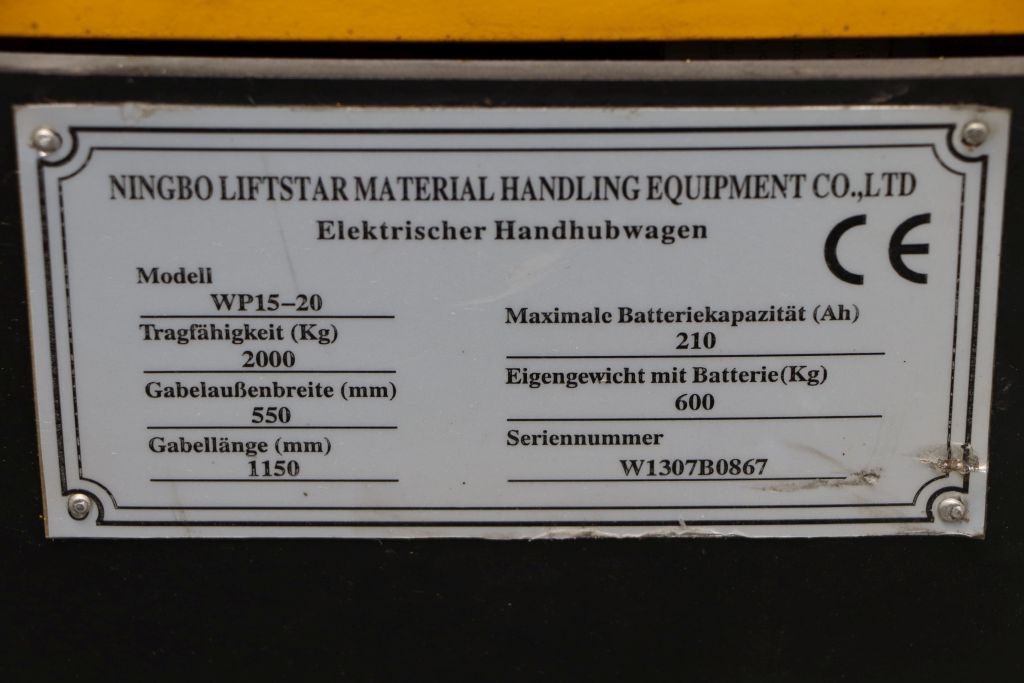 NINGBO LIFTSTAR MATERIAL HANDLING EQUIPMENT CO.,LTD
Elektrischer Handhubwagen
CE
Modell
WP15-20
Tragfähigkeit (Kg)
2000
Gabelaußenbreite (mm)
550
Gabellänge (mm)
1150
Maximale Batteriekapazität (Ah)
210
Eigengewicht mit Batterie(Kg)
600
Seriennummer
W1307B0867